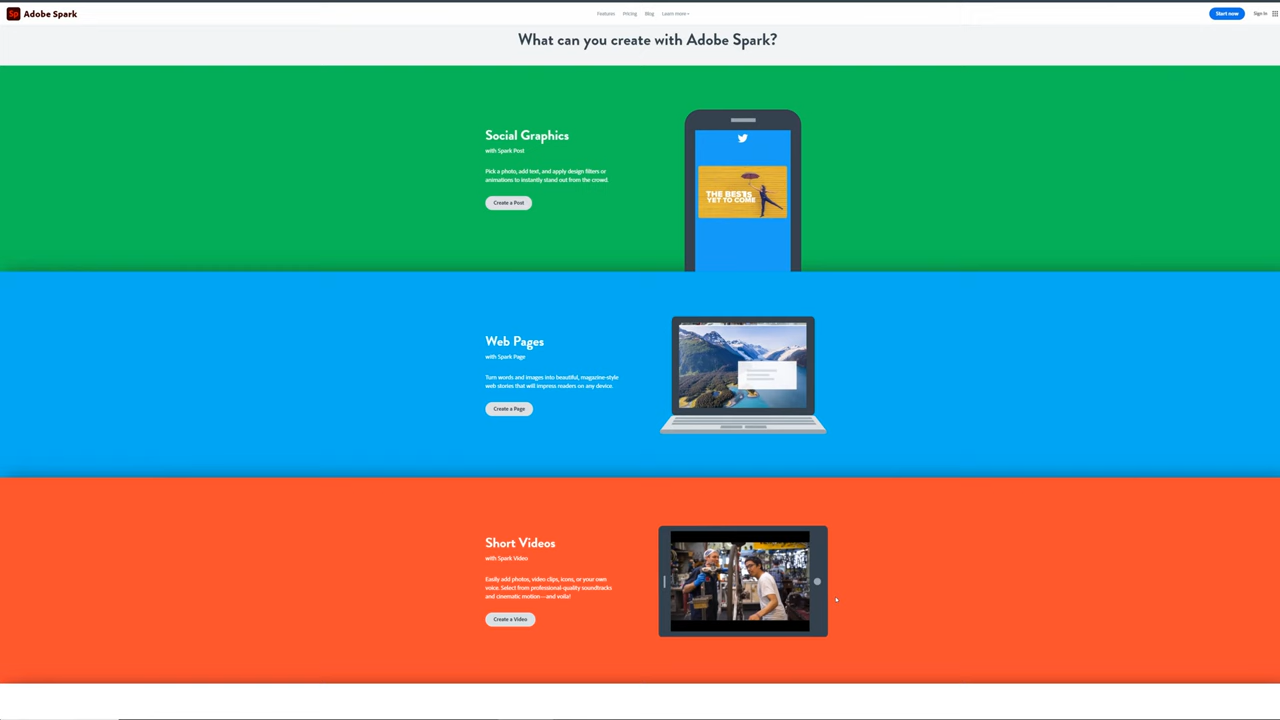 Sp Adobe Spark
Features
Pricing
Blog
Learn more
Start now
Sign In
What can you create with Adobe Spark?
Social Graphics
with Spark Post
Pick a photo, add text, and apply design filters or
animations to instantly stand out from the crowd.
Create a Post
THE BEST IS
YET TO COME
Web Pages
with Spark Page
Turn words and images into beautiful, magazine-style
web stories that will impress readers on any device.
Create a Page
Short Videos
with Spark Video
Easily add photos, video clips, icons, or your own
voice. Select from professional-quality soundtracks
and cinematic motion—and voila!
Create a Video